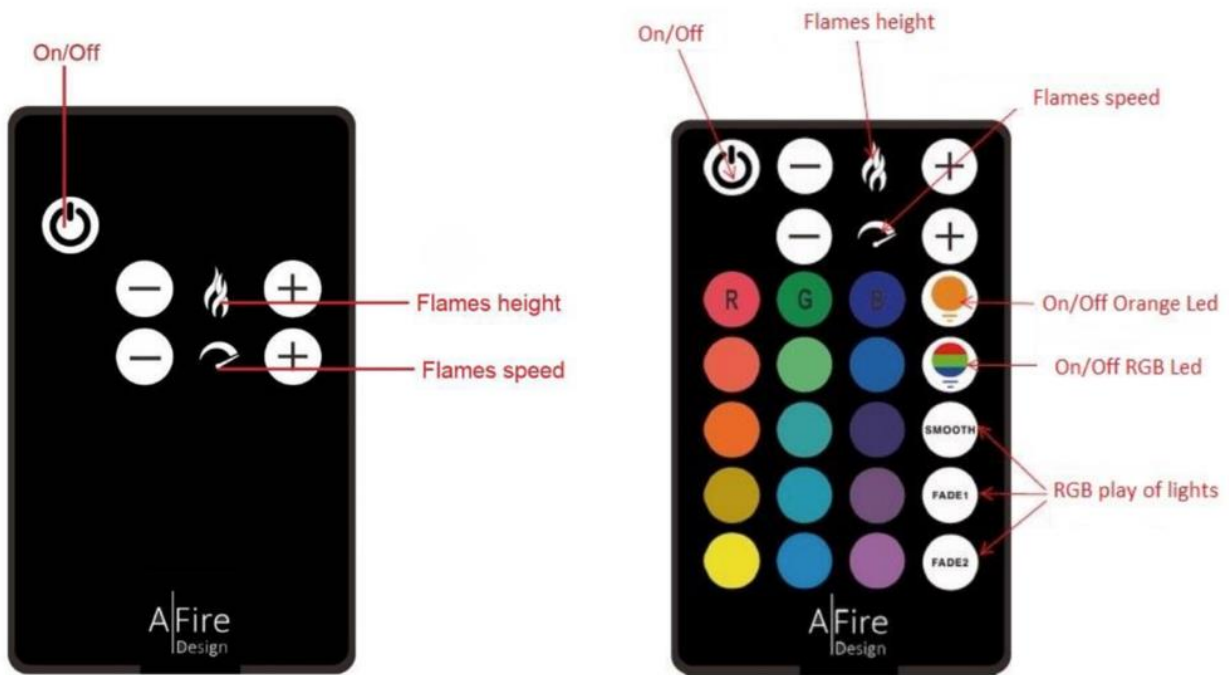 On/Off
Flames height
Flames speed
A Fire
Design
On/Off
Flames height
Flames speed
R G B
On/Off Orange Led
On/Off RGB Led
SMOOTH
FADE1
RGB play of lights
FADE2
A Fire
Design